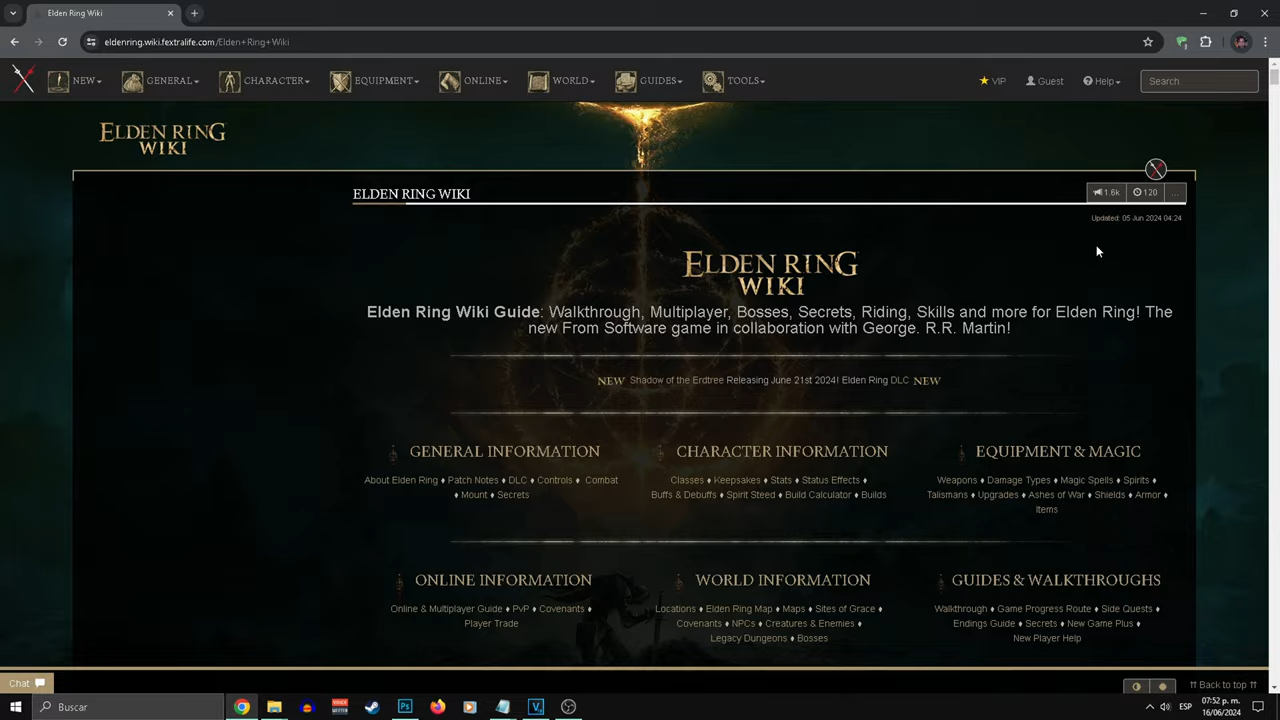 Elden Ring Wiki
eldenring.wiki.fextralife.com/Elden+Ring+Wiki
NEW
GENERAL
CHARACTER
EQUIPMENT
ONLINE
WORLD
GUIDES
TOOLS
VIP
Guest
Help
Search
ELDEN RING
WIKI
ELDEN RING WIKI
1.6k
120
...
Updated: 05 Jun 2024 04:24
ELDEN RING
WIKI
Elden Ring Wiki Guide: Walkthrough, Multiplayer, Bosses, Secrets, Riding, Skills and more for Elden Ring! The
new From Software game in collaboration with George. R.R. Martin!
NEW Shadow of the Erdtree Releasing June 21st 2024! Elden Ring DLC NEW
GENERAL INFORMATION
About Elden Ring ♦ Patch Notes ♦ DLC ♦ Controls ♦ Combat
♦ Mount ♦ Secrets
CHARACTER INFORMATION
Classes ♦ Keepsakes ♦ Stats ♦ Status Effects ♦
Buffs & Debuffs ♦ Spirit Steed ♦ Build Calculator ♦ Builds
EQUIPMENT & MAGIC
Weapons ♦ Damage Types ♦ Magic Spells ♦ Spirits ♦
Talismans ♦ Upgrades ♦ Ashes of War ♦ Shields ♦ Armor ♦
Items
ONLINE INFORMATION
Online & Multiplayer Guide ♦ PvP ♦ Covenants ♦
Player Trade
WORLD INFORMATION
Locations ♦ Elden Ring Map ♦ Maps ♦ Sites of Grace ♦
Covenants ♦ NPCs ♦ Creatures & Enemies ♦
Legacy Dungeons ♦ Bosses
GUIDES & WALKTHROUGHS
Walkthrough ♦ Game Progress Route ♦ Side Quests ♦
Endings Guide ♦ Secrets ♦ New Game Plus ♦
New Player Help
Chat
⇈ Back to top ⇈
Buscar
ESP
07:52 p. m.
16/06/2024